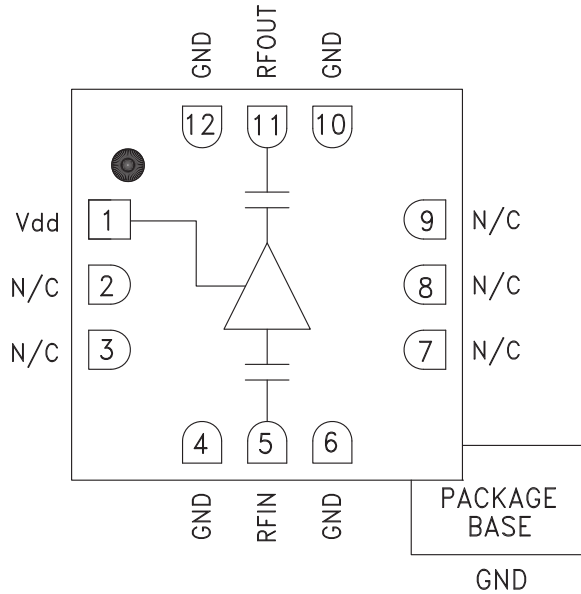 GND
RFOUT
GND
12
11
10
Vdd
1
9
N/C
N/C
2
8
N/C
N/C
3
7
N/C
4
5
6
GND
RFIN
GND
PACKAGE
BASE
GND